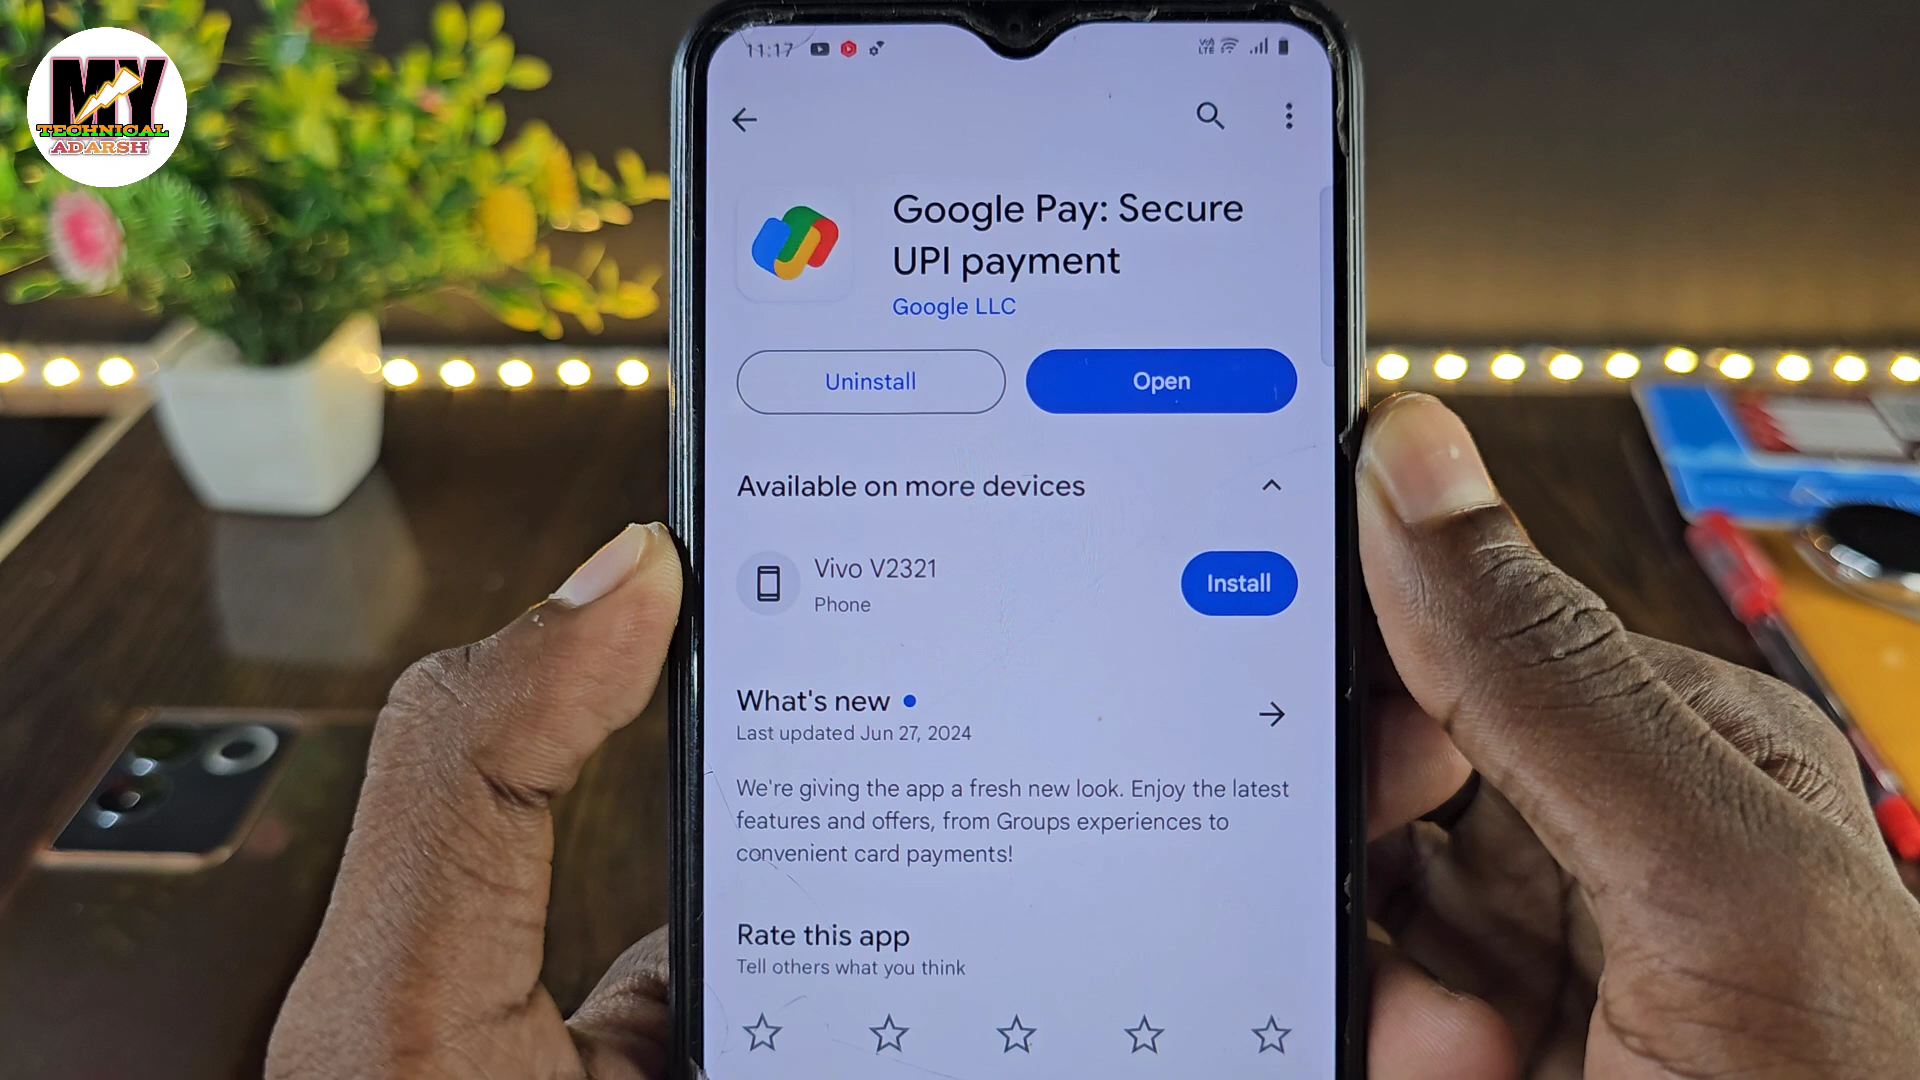 MY
TECHNICAL
ADARSH
11:17
Google Pay: Secure
UPI payment
Google LLC
Uninstall
Open
Available on more devices
Vivo V2321
Phone
Install
What's new
Last updated Jun 27, 2024
We're giving the app a fresh new look. Enjoy the latest
features and offers, from Groups experiences to
convenient card payments!
Rate this app
Tell others what you think